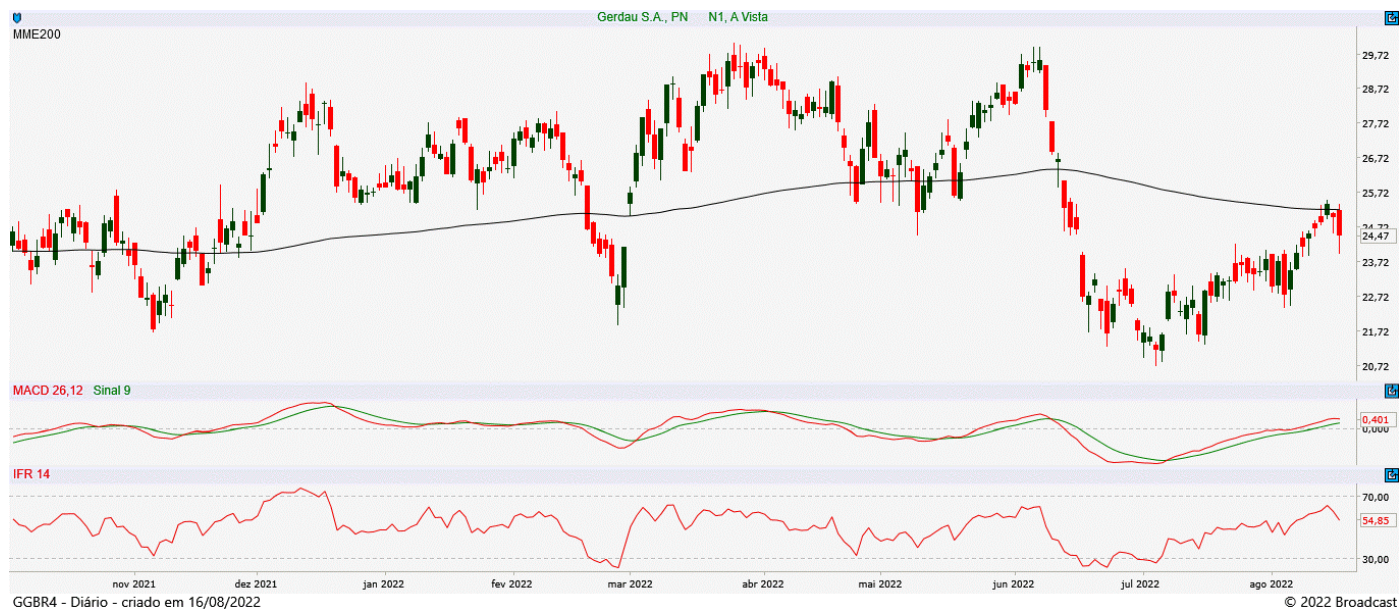 Gerdau S.A., PN N1, A Vista
MME200
29,72
28,72
27,72
26,72
25,72
24,72
24,47
23,72
22,72
21,72
20,72
MACD 26,12 Sinal 9
0,401
0,000
IFR 14
70,00
54,85
30,00
nov 2021 dez 2021 jan 2022 fev 2022 mar 2022 abr 2022 mai 2022 jun 2022 jul 2022 ago 2022
GGBR4 - Diário - criado em 16/08/2022 © 2022 Broadcast